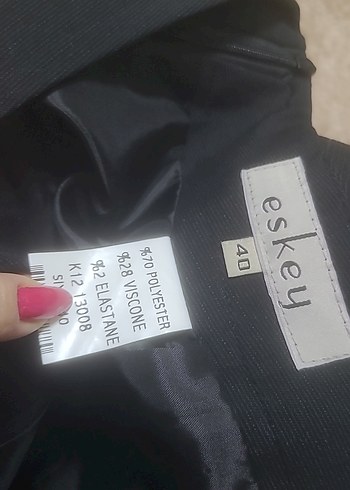 eskey
40
%70 POLYESTER
%28 VISCONE
%2 ELASTANE
K12 13008